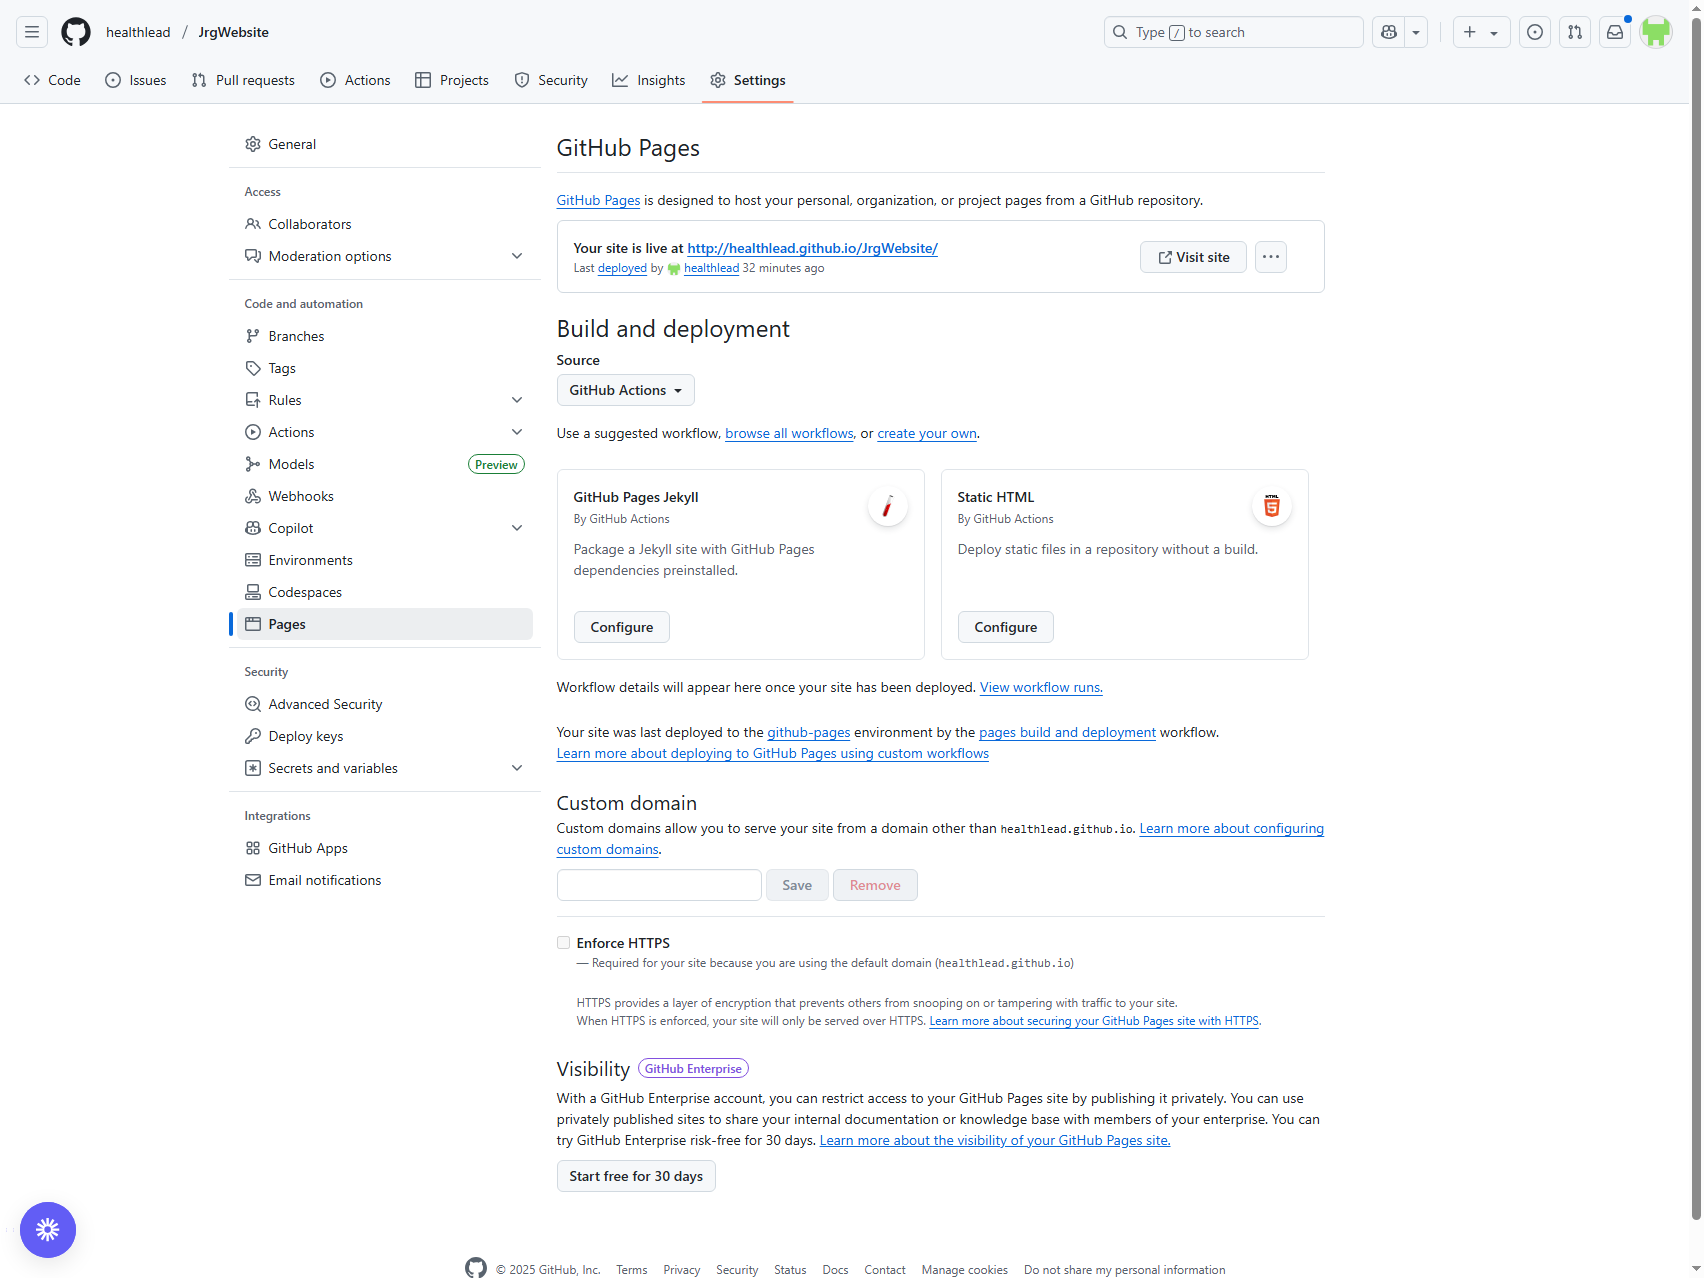 healthlead / JrgWebsite
Type / to search
Code
Issues
Pull requests
Actions
Projects
Security
Insights
Settings
General
Access
Collaborators
Moderation options
Code and automation
Branches
Tags
Rules
Actions
Models
Preview
Webhooks
Copilot
Environments
Codespaces
Pages
Security
Advanced Security
Deploy keys
Secrets and variables
Integrations
GitHub Apps
Email notifications
GitHub Pages
GitHub Pages is designed to host your personal, organization, or project pages from a GitHub repository.
Your site is live at http://healthlead.github.io/JrgWebsite/
Last deployed by healthlead 32 minutes ago
Visit site
Build and deployment
Source
GitHub Actions
Use a suggested workflow, browse all workflows, or create your own.
GitHub Pages Jekyll
By GitHub Actions
Package a Jekyll site with GitHub Pages
dependencies preinstalled.
Configure
Static HTML
HTML
5
By GitHub Actions
Deploy static files in a repository without a build.
Configure
Workflow details will appear here once your site has been deployed. View workflow runs.
Your site was last deployed to the github-pages environment by the pages build and deployment workflow.
Learn more about deploying to GitHub Pages using custom workflows
Custom domain
Custom domains allow you to serve your site from a domain other than healthlead.github.io. Learn more about configuring
custom domains.
Save
Remove
Enforce HTTPS
— Required for your site because you are using the default domain (healthlead.github.io)
HTTPS provides a layer of encryption that prevents others from snooping on or tampering with traffic to your site.
When HTTPS is enforced, your site will only be served over HTTPS. Learn more about securing your GitHub Pages site with HTTPS.
Visibility
GitHub Enterprise
With a GitHub Enterprise account, you can restrict access to your GitHub Pages site by publishing it privately. You can use
privately published sites to share your internal documentation or knowledge base with members of your enterprise. You can
try GitHub Enterprise risk-free for 30 days. Learn more about the visibility of your GitHub Pages site.
Start free for 30 days
© 2025 GitHub, Inc.
Terms
Privacy
Security
Status
Docs
Contact
Manage cookies
Do not share my personal information